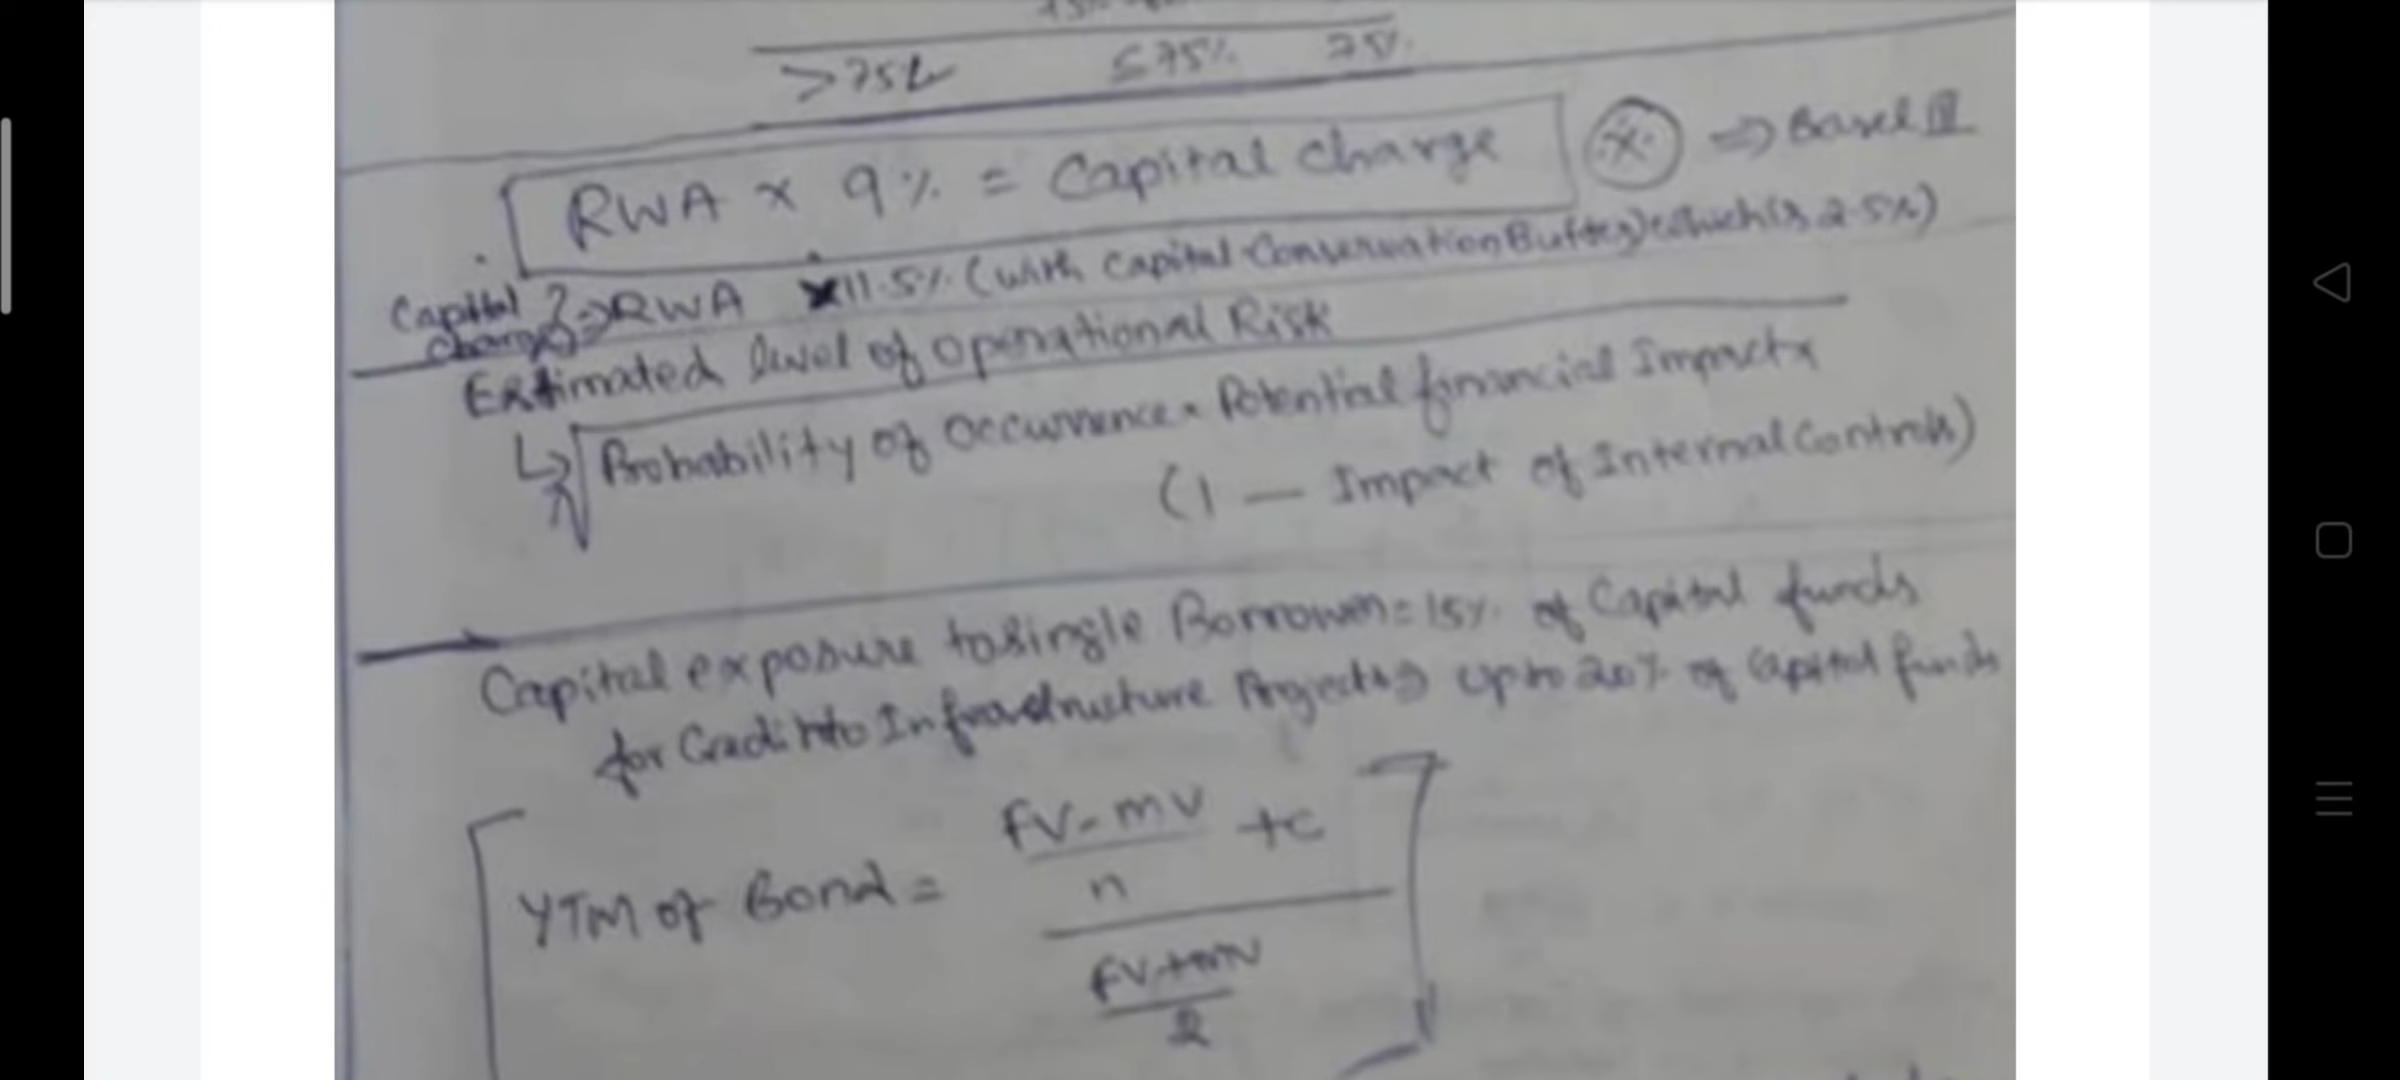 >75L ≤75% 75%
RWA x 9% = Capital Charge * => Basel III
Capital Charge => RWA x 11.5% (with Capital Conservation Buffer) which is 2.5%)
Estimated level of operational Risk
↳ Probability of Occurrence x Potential financial Impact x
(1 — Impact of Internal Controls)
Capital exposure to single Borrower = 15% of Capital funds
for Credit to Infrastructure Projects upto 20% of Capital funds
FV - MV + C
YTM of Bond = n
FV + MV
2